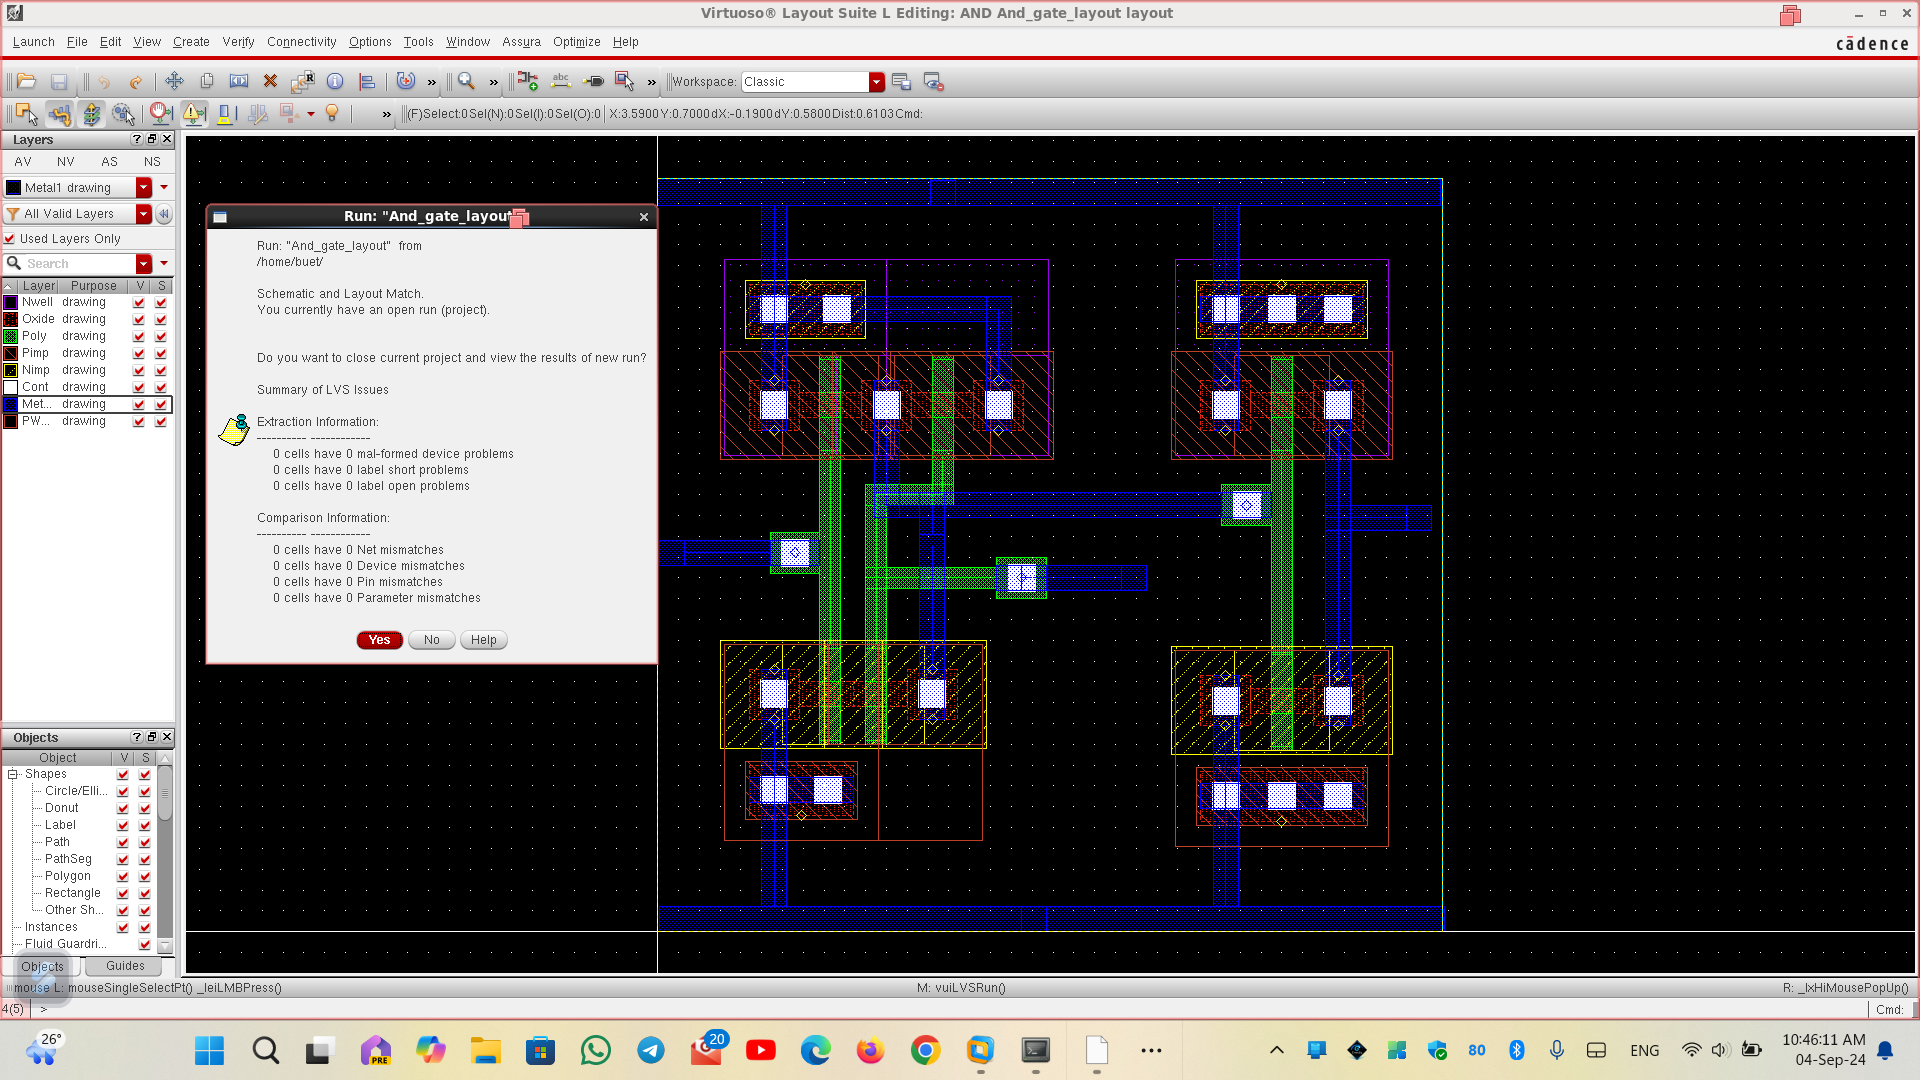 Virtuoso® Layout Suite L Editing: AND And_gate_layout layout
Launch File Edit View Create Verify Connectivity Options Tools Window Assura Optimize Help
cādence
abc
R
» » » Workspace: Classic
» (F)Select:0 Sel(N):0 Sel(I):0 Sel(O):0 X:3.5900 Y:0.7000 dX:-0.1900 dY:0.5800 Dist:0.6103 Cmd:
Layers
AV NV AS NS
Metal1 drawing
All Valid Layers
Used Layers Only
Search
Layer Purpose V S
Nwell drawing
Oxide drawing
Poly drawing
Pimp drawing
Nimp drawing
Cont drawing
Met... drawing
PW... drawing
Run: "And_gate_layout
Run: "And_gate_layout" from
/home/buet/
Schematic and Layout Match.
You currently have an open run (project).
Do you want to close current project and view the results of new run?
Summary of LVS Issues
Extraction Information:
---------- ------------
0 cells have 0 mal-formed device problems
0 cells have 0 label short problems
0 cells have 0 label open problems
Comparison Information:
---------- ------------
0 cells have 0 Net mismatches
0 cells have 0 Device mismatches
0 cells have 0 Pin mismatches
0 cells have 0 Parameter mismatches
Yes No Help
Objects
Object V S
Shapes
Circle/Elli...
Donut
Label
Path
PathSeg
Polygon
Rectangle
Other Sh...
Instances
Fluid Guardri...
Objects Guides
mouse L: mouseSingleSelectPt() _leiLMBPress() M: vuiLVSRun() R: _lxHiMousePopUp()
4(5) > Cmd:
26°
PRE
20
80
ENG
10:46:11 AM
04-Sep-24